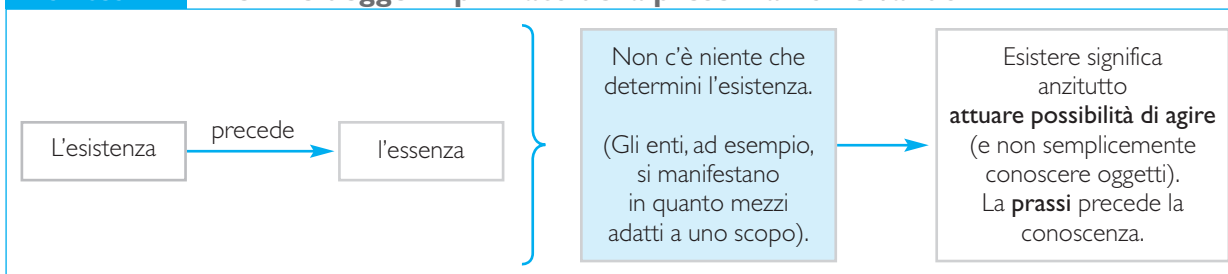 L'esistenza
precede
l'essenza
Non c'è niente che
determini l'esistenza.
(Gli enti, ad esempio,
si manifestano
in quanto mezzi
adatti a uno scopo).
Esistere significa
anzitutto
attuare possibilità di agire
(e non semplicemente
conoscere oggetti).
La prassi precede la
conoscenza.